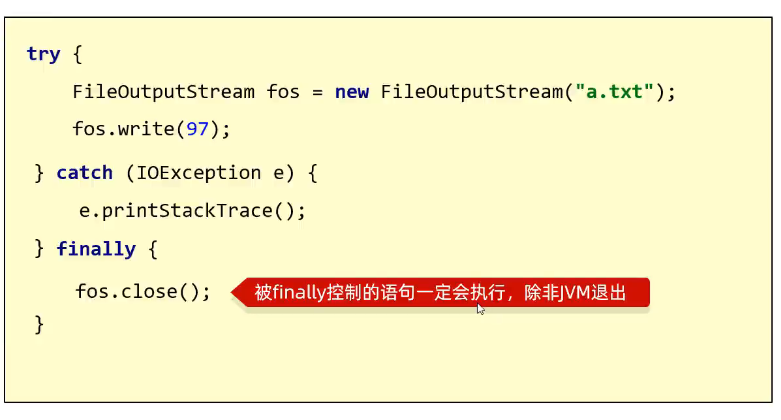 try {
FileOutputStream fos = new FileOutputStream("a.txt");
fos.write(97);
} catch (IOException e) {
e.printStackTrace();
} finally {
fos.close(); 被finally控制的语句一定会执行，除非JVM退出
}